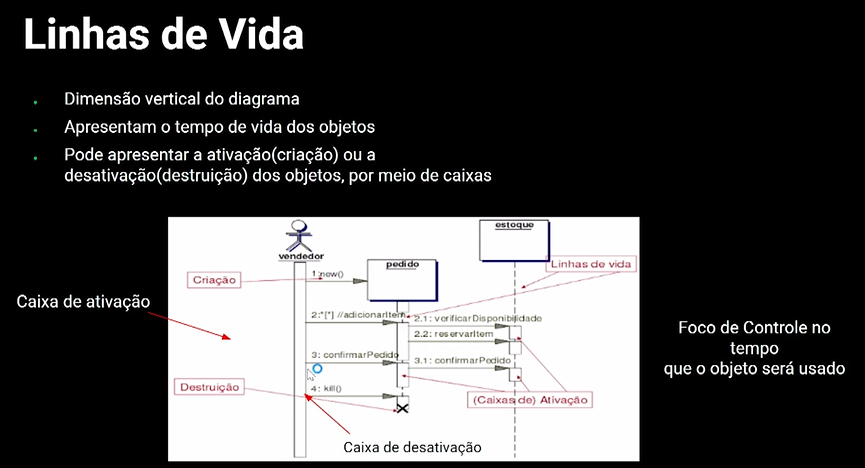 Linhas de Vida
Dimensão vertical do diagrama
Apresentam o tempo de vida dos objetos
Pode apresentar a ativação(criação) ou a
desativação(destruição) dos objetos, por meio de caixas
estoque
vendedor
pedido
Linhas de vida
1:new()
Criação
Caixa de ativação
2:*[*] //adicionarItem
2.1: verificarDisponibilidade
2.2: reservarItem
Foco de Controle no
tempo
que o objeto será usado
3: confirmarPedido
3.1: confirmarPedido
Destruição
4: kill()
(Caixas de) Ativação
Caixa de desativação